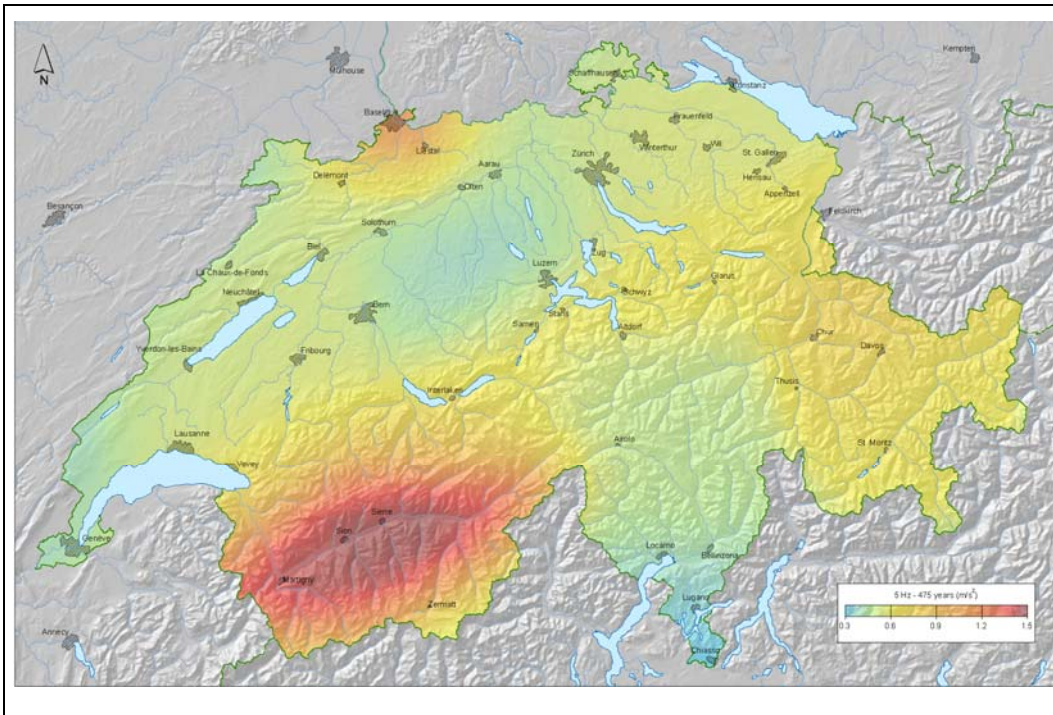 Kempten
Mulhouse
N
Schaffhausen
Constanz
Basel
Frauenfeld
Liestal
Winterthur
Wil
Zürich
St. Gallen
Aarau
Herisau
Delémont
Olten
Appenzell
Besançon
Feldkirch
Solothurn
Biel
Zug
Luzern
La Chaux-de-Fonds
Glarus
Neuchâtel
Schwyz
Bern
Stans
Sarnen
Altdorf
Chur
Yverdon-les-Bains
Fribourg
Davos
Thusis
Interlaken
Lausanne
Airolo
St. Moritz
Vevey
Sierre
Sion
Genève
Locarno
Bellinzona
Martigny
5 Hz - 475 years (m/s²)
Zermatt
Lugano
0.3 0.6 0.9 1.2 1.5
Annecy
Chiasso